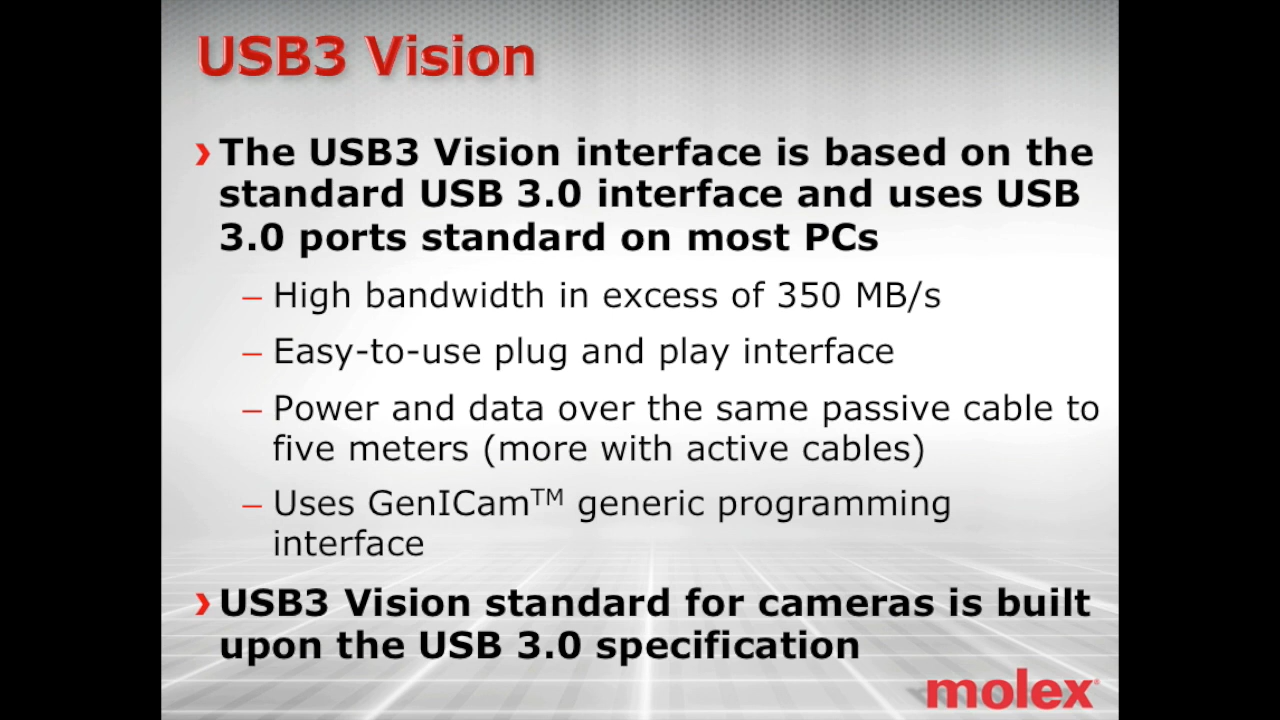 USB3 Vision
› The USB3 Vision interface is based on the
standard USB 3.0 interface and uses USB
3.0 ports standard on most PCs
– High bandwidth in excess of 350 MB/s
– Easy-to-use plug and play interface
– Power and data over the same passive cable to
five meters (more with active cables)
– Uses GenICam™ generic programming
interface
› USB3 Vision standard for cameras is built
upon the USB 3.0 specification
molex®